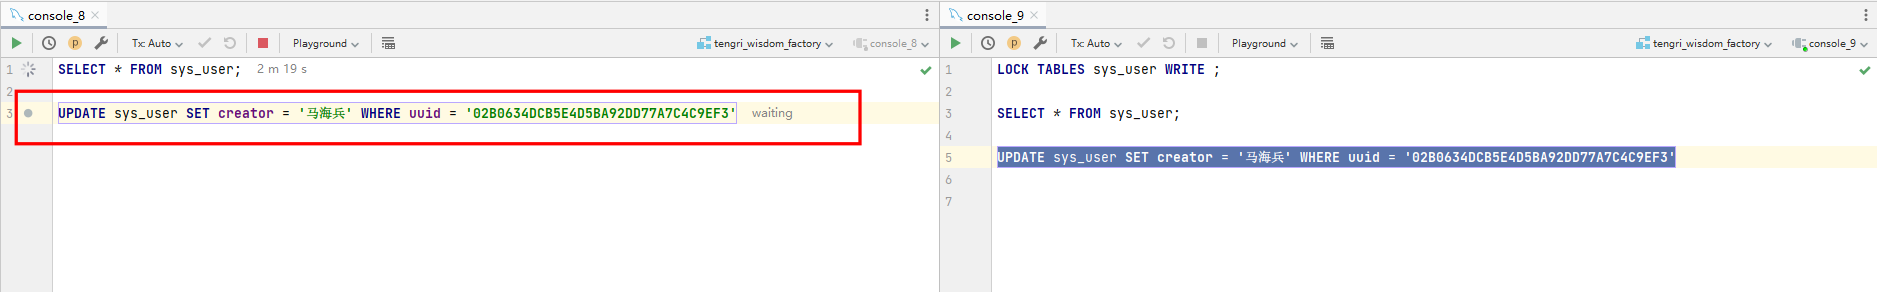 console_8
Tx: Auto
Playground
tengri_wisdom_factory
console_8
1 SELECT * FROM sys_user; 2 m 19 s
2
3 UPDATE sys_user SET creator = '马海兵' WHERE uuid = '02B0634DCB5E4D5BA92DD77A7C4C9EF3' waiting
console_9
Tx: Auto
Playground
tengri_wisdom_factory
console_9
1 LOCK TABLES sys_user WRITE ;
2
3 SELECT * FROM sys_user;
4
5 UPDATE sys_user SET creator = '马海兵' WHERE uuid = '02B0634DCB5E4D5BA92DD77A7C4C9EF3'
6
7